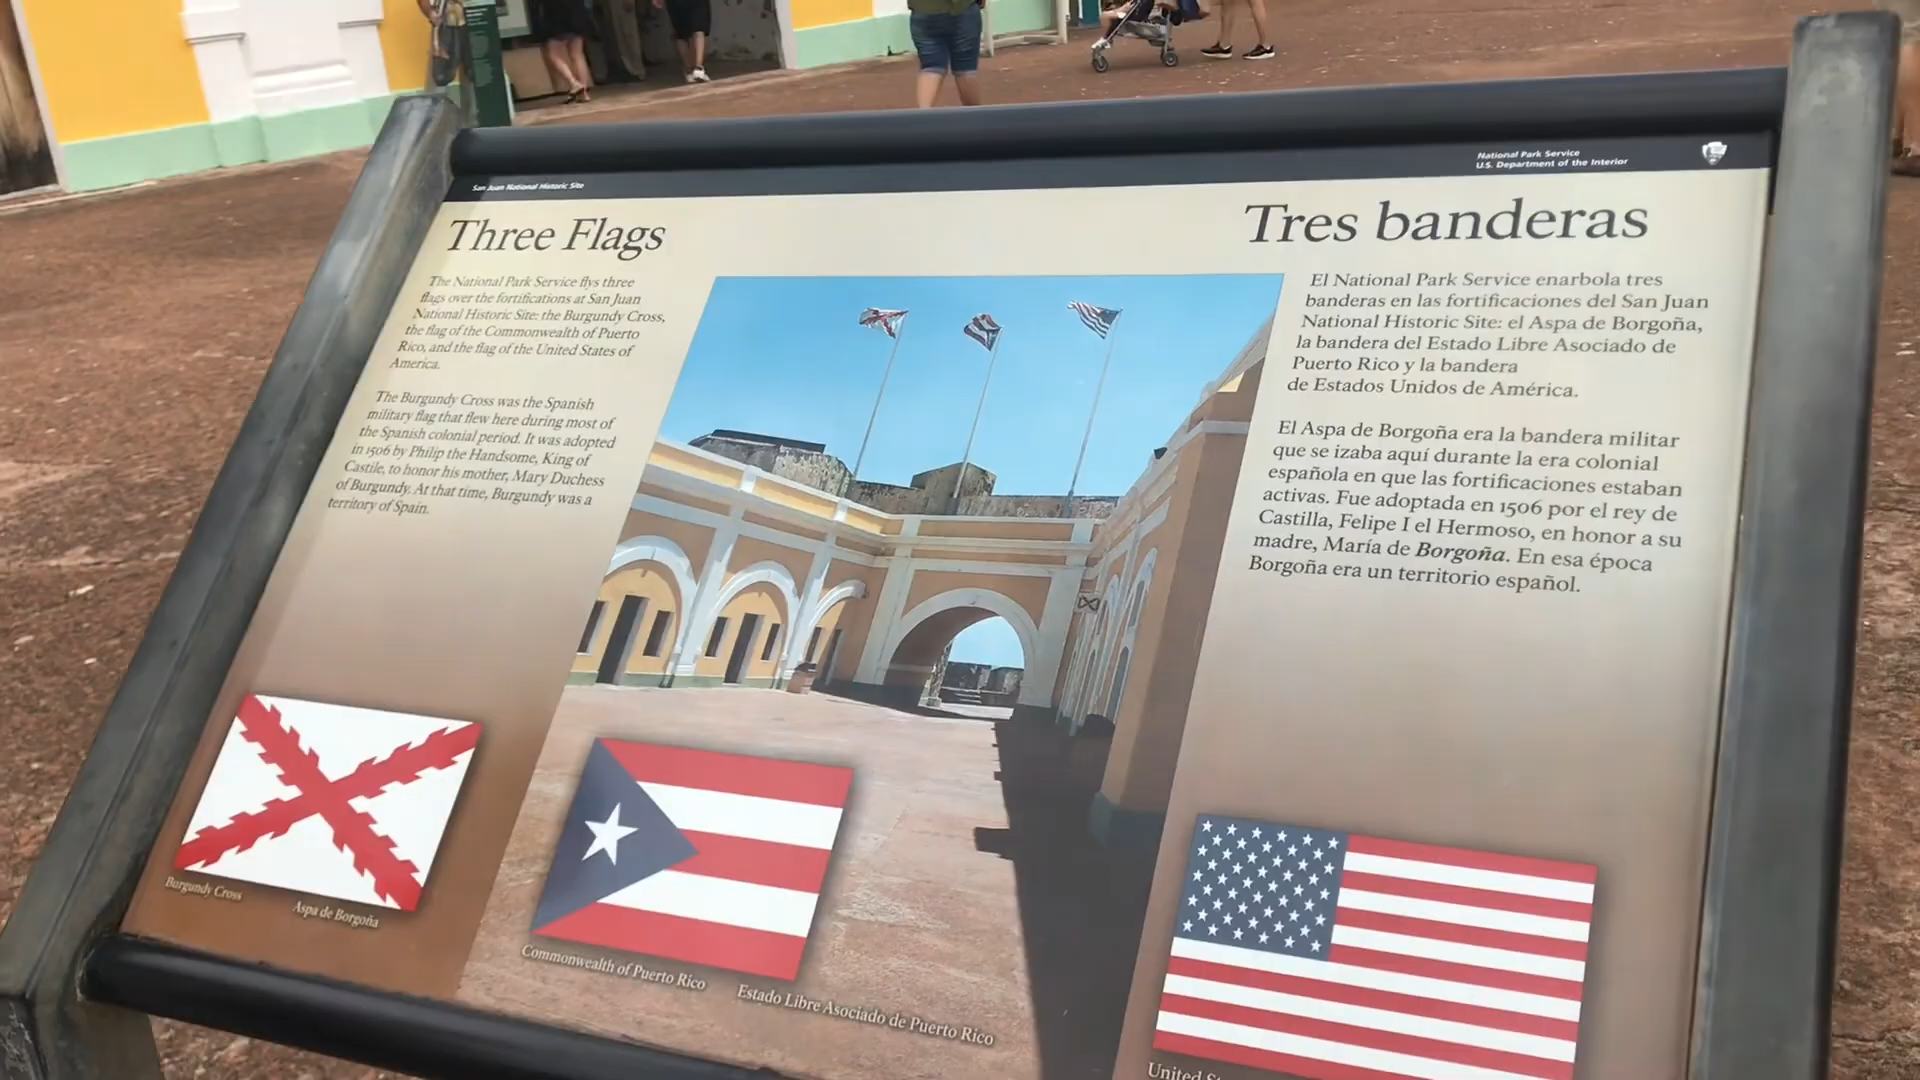 San Juan National Historic Site
National Park Service
U.S. Department of the Interior
Three Flags
The National Park Service flys three
flags over the fortifications at San Juan
National Historic Site: the Burgundy Cross,
the flag of the Commonwealth of Puerto
Rico, and the flag of the United States of
America.
The Burgundy Cross was the Spanish
military flag that flew here during most of
the Spanish colonial period. It was adopted
in 1506 by Philip the Handsome, King of
Castile, to honor his mother, Mary Duchess
of Burgundy. At that time, Burgundy was a
territory of Spain.
Tres banderas
El National Park Service enarbola tres
banderas en las fortificaciones del San Juan
National Historic Site: el Aspa de Borgoña,
la bandera del Estado Libre Asociado de
Puerto Rico y la bandera
de Estados Unidos de América.
El Aspa de Borgoña era la bandera militar
que se izaba aquí durante la era colonial
española en que las fortificaciones estaban
activas. Fue adoptada en 1506 por el rey de
Castilla, Felipe I el Hermoso, en honor a su
madre, María de Borgoña. En esa época
Borgoña era un territorio español.
Burgundy Cross
Aspa de Borgoña
Commonwealth of Puerto Rico
Estado Libre Asociado de Puerto Rico
United